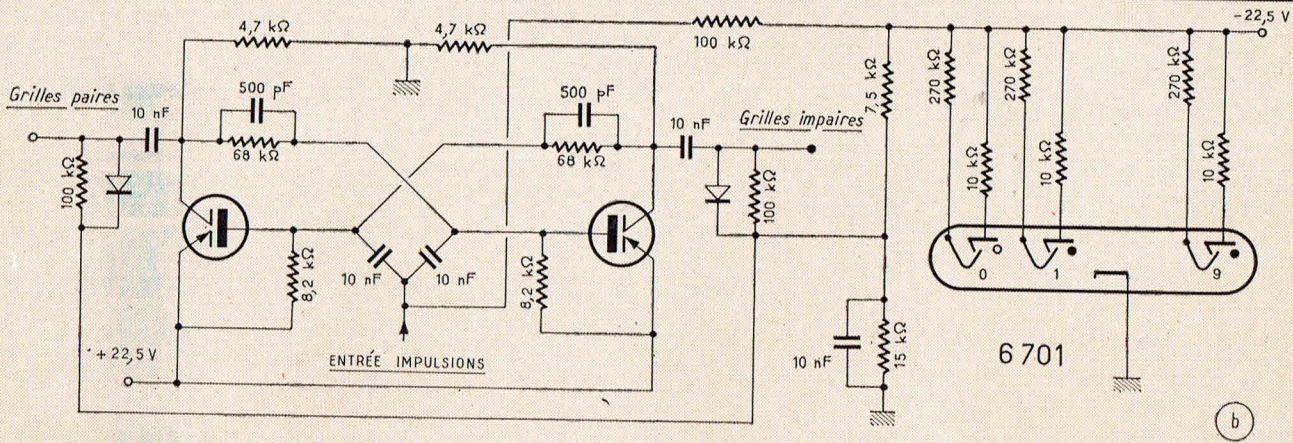 -22,5 V
4,7 kΩ
4,7 kΩ
100 kΩ
Grilles paires
10 nF
500 pF
68 kΩ
500 pF
68 kΩ
10 nF
Grilles impaires
7,5 kΩ
270 kΩ
270 kΩ
270 kΩ
10 kΩ
10 kΩ
10 kΩ
100 kΩ
100 kΩ
8,2 kΩ
10 nF
10 nF
8,2 kΩ
0
1
9
+ 22,5 V
ENTRÉE IMPULSIONS
10 nF
15 kΩ
6701
b